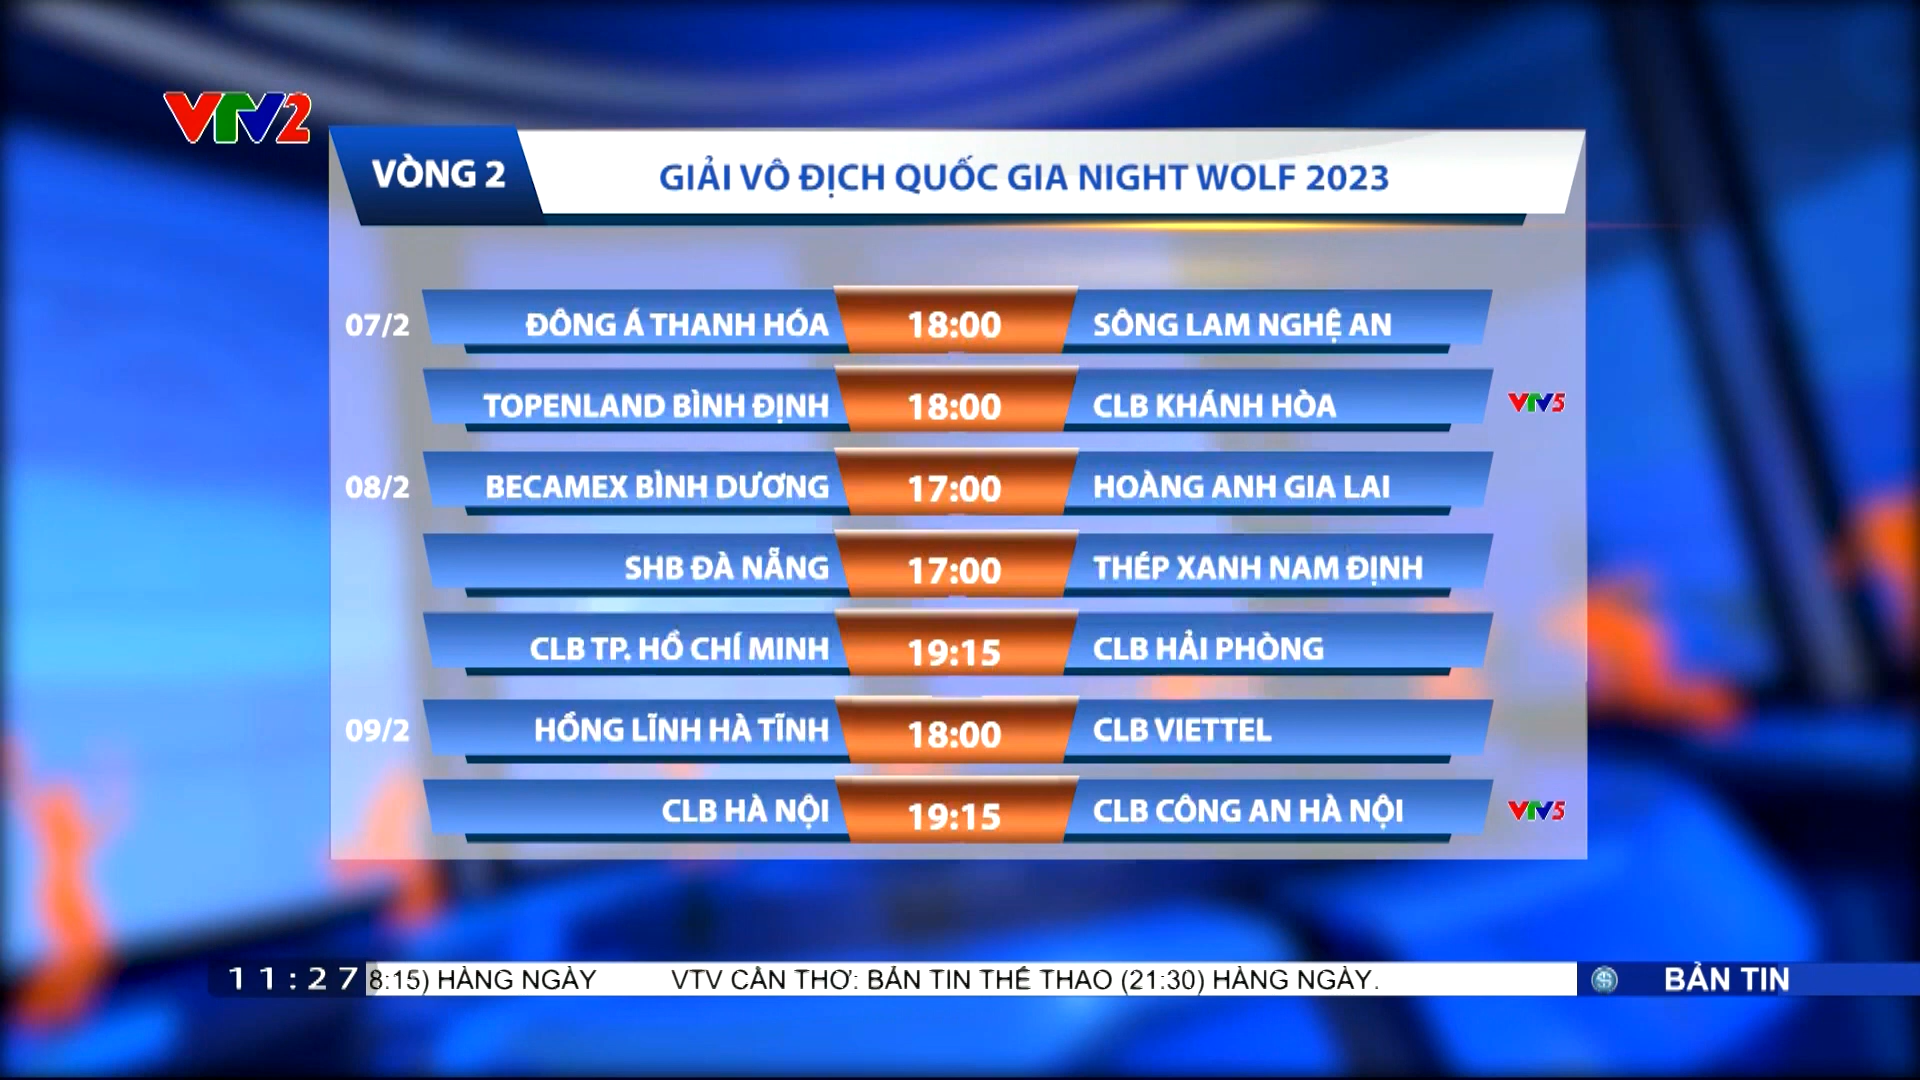 VTV2
VÒNG 2 GIẢI VÔ ĐỊCH QUỐC GIA NIGHT WOLF 2023
07/2 ĐÔNG Á THANH HÓA 18:00 SÔNG LAM NGHỆ AN
TOPENLAND BÌNH ĐỊNH 18:00 CLB KHÁNH HÒA VTV5
08/2 BECAMEX BÌNH DƯƠNG 17:00 HOÀNG ANH GIA LAI
SHB ĐÀ NẴNG 17:00 THÉP XANH NAM ĐỊNH
CLB TP. HỒ CHÍ MINH 19:15 CLB HẢI PHÒNG
09/2 HỒNG LĨNH HÀ TĨNH 18:00 CLB VIETTEL
CLB HÀ NỘI 19:15 CLB CÔNG AN HÀ NỘI VTV5
11:27 8:15) HÀNG NGÀY VTV CẦN THƠ: BẢN TIN THỂ THAO (21:30) HÀNG NGÀY. BẢN TIN